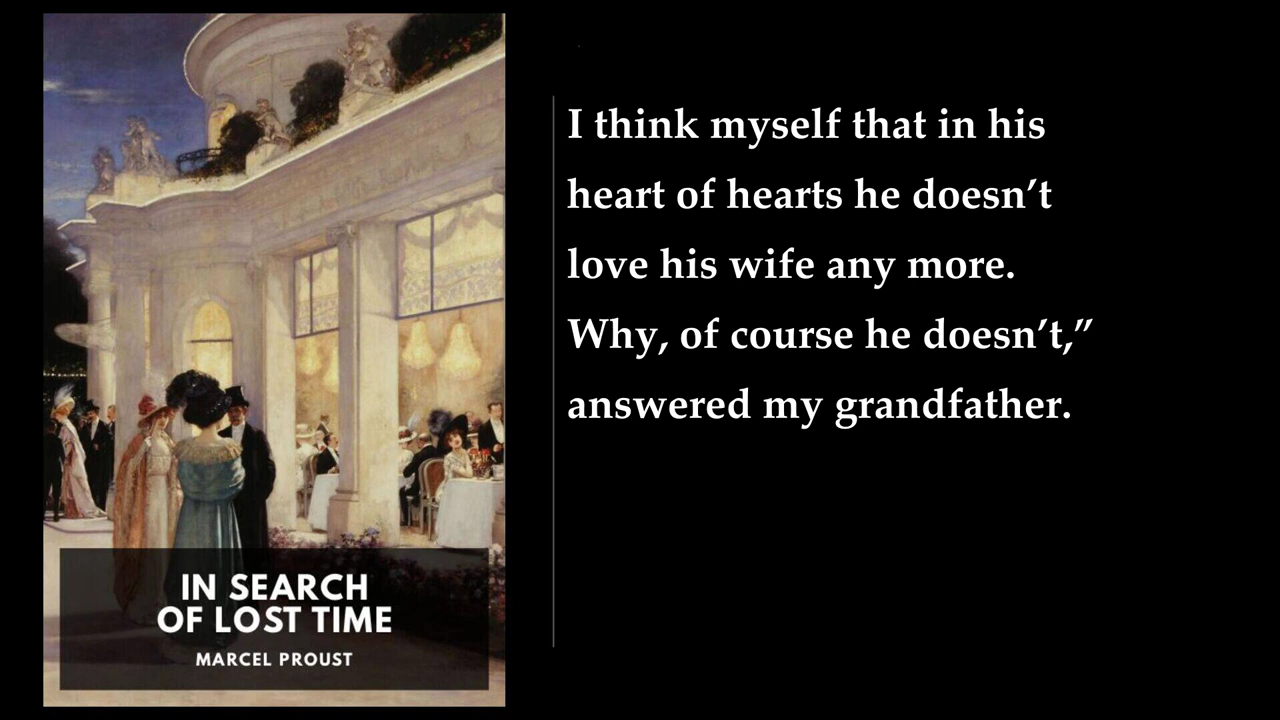 IN SEARCH
OF LOST TIME
MARCEL PROUST
I think myself that in his
heart of hearts he doesn’t
love his wife any more.
Why, of course he doesn’t,”
answered my grandfather.